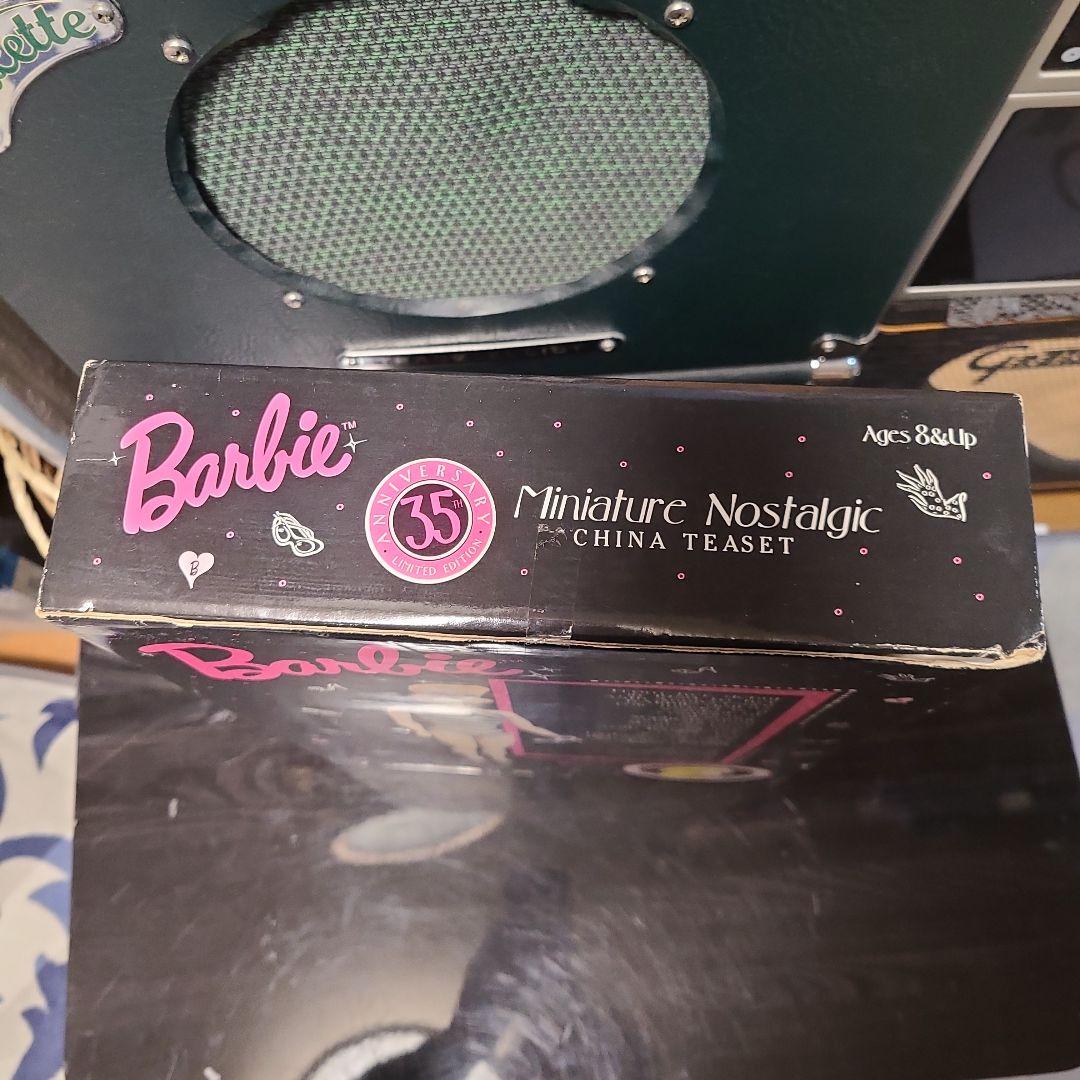 Barbie™
ANNIVERSARY
35TH
LIMITED EDITION
Miniature Nostalgic
CHINA TEASET
Ages 8&Up
B
Barbie